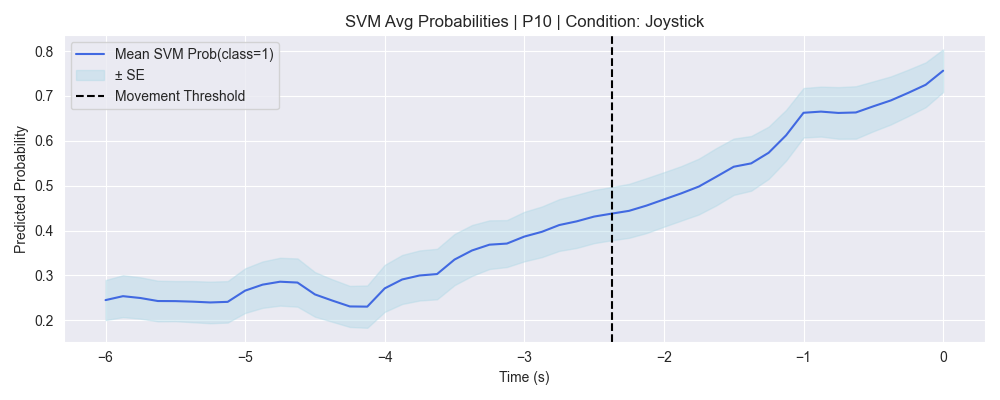 SVM Avg Probabilities | P10 | Condition: Joystick
Mean SVM Prob(class=1)
± SE
Movement Threshold
Predicted Probability
0.8
0.7
0.6
0.5
0.4
0.3
0.2
−6 −5 −4 −3 −2 −1 0
Time (s)